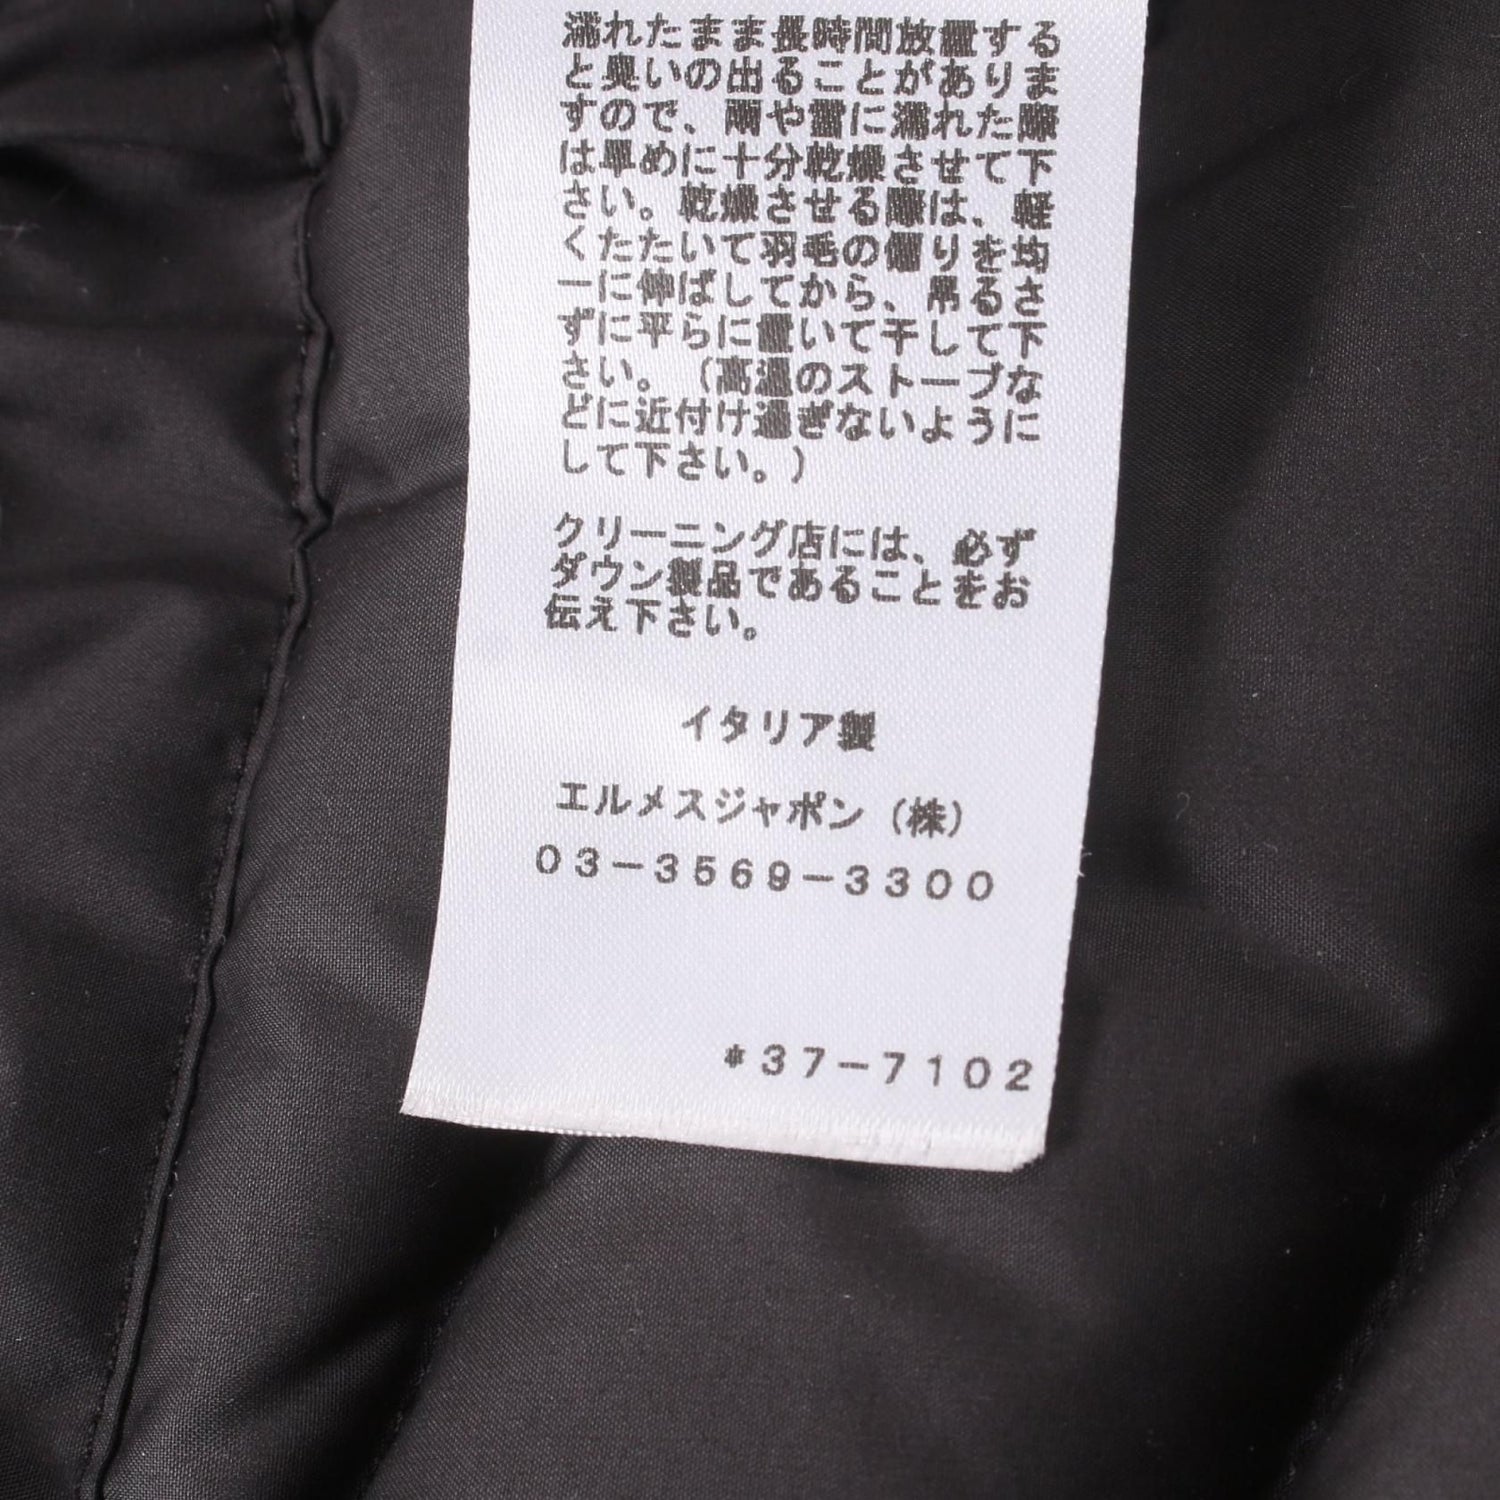 濡れたまま長時間放置する
と臭いの出ることがありま
すので、雨や雪に濡れた際
は早めに十分乾燥させて下
さい。乾燥させる際は、軽
くたたいて羽毛の偏りを均
一に伸ばしてから、吊るさ
ずに平らに置いて干して下
さい。（高温のストーブな
どに近付け過ぎないように
して下さい。）
クリーニング店には、必ず
ダウン製品であることをお
伝え下さい。
イタリア製
エルメスジャポン（株）
03-3569-3300
*37-7102